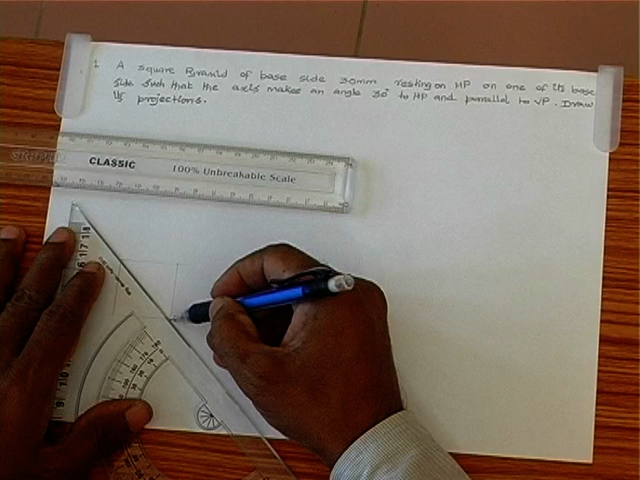 1. A square Pyramid of base side 30mm resting on HP on one of its base
side such that the axis makes an angle 30° to HP and parallel to VP. Draw
its projections.
CLASSIC 100% Unbreakable Scale